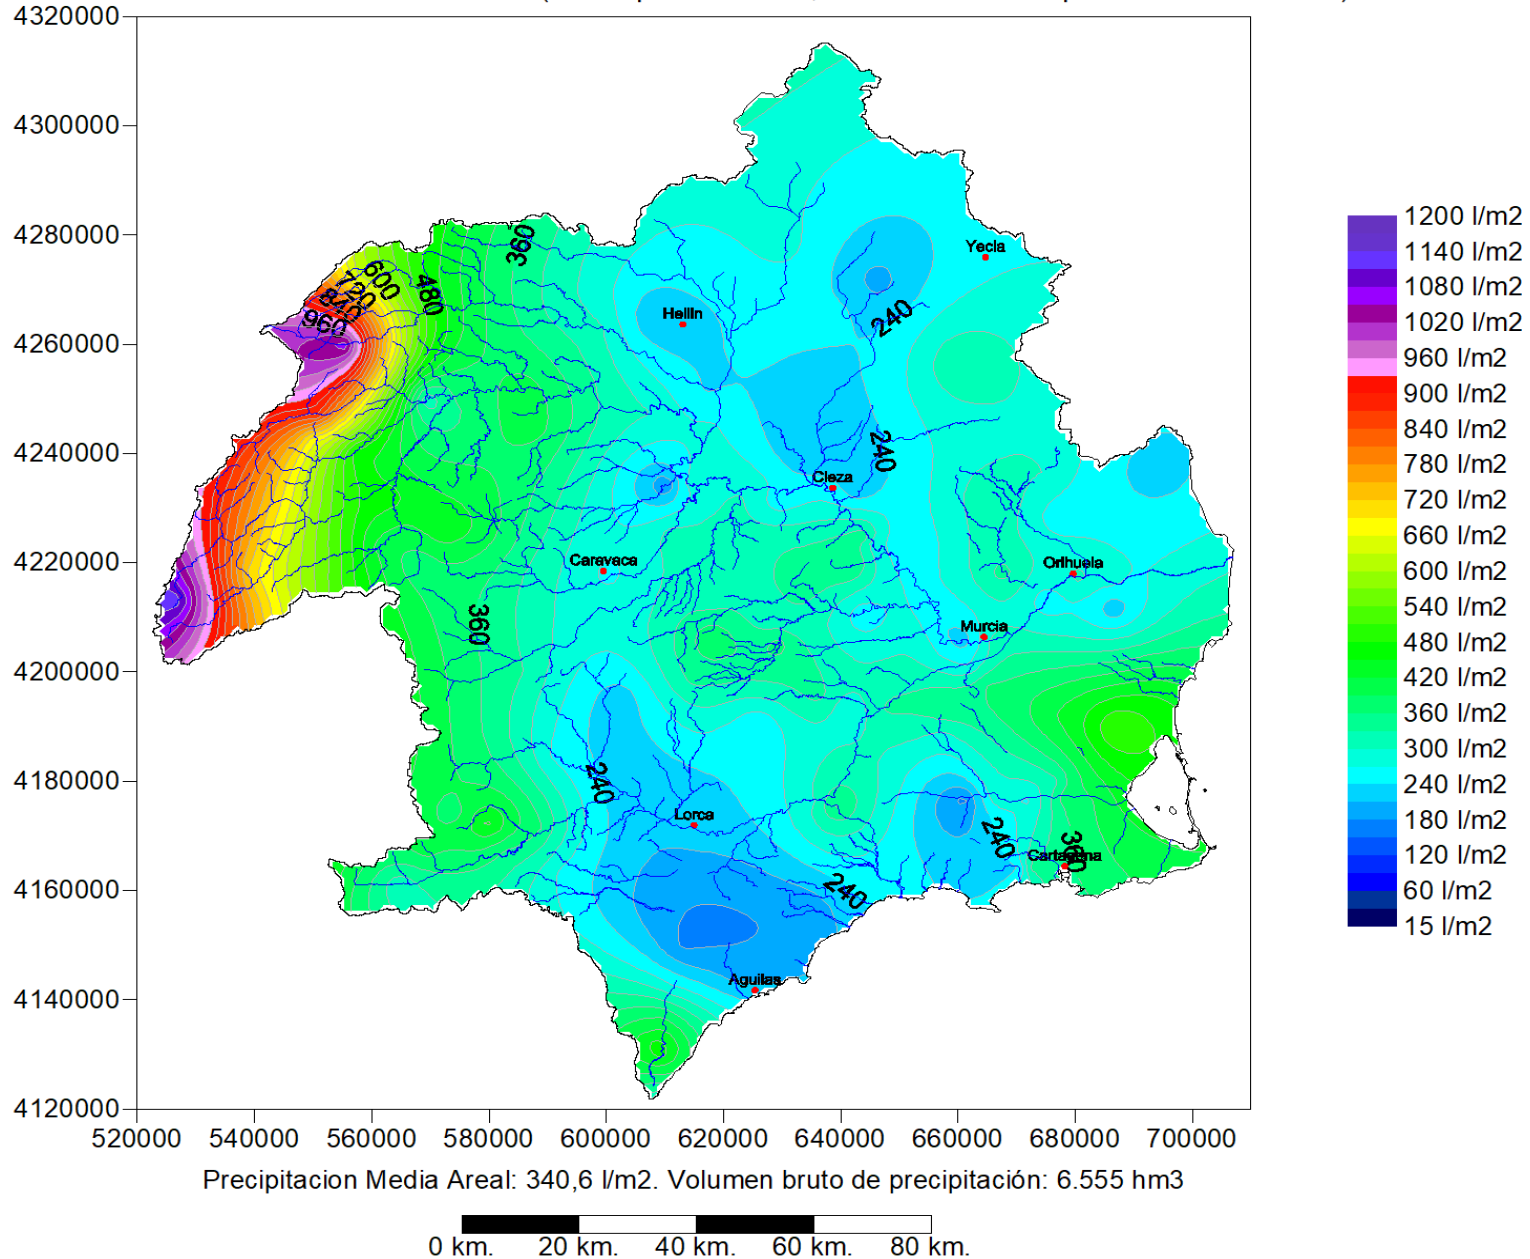 4320000
4300000
4280000
4260000
4240000
4220000
4200000
4180000
4160000
4140000
4120000
520000 540000 560000 580000 600000 620000 640000 660000 680000 700000
360
600
720
840
960
480
Yecla
Hellin
240
240
Cieza
Caravaca
Orihuela
360
Murcia
240
Lorca
240
360
Cartagena
240
Aguilas
1200 l/m2
1140 l/m2
1080 l/m2
1020 l/m2
960 l/m2
900 l/m2
840 l/m2
780 l/m2
720 l/m2
660 l/m2
600 l/m2
540 l/m2
480 l/m2
420 l/m2
360 l/m2
300 l/m2
240 l/m2
180 l/m2
120 l/m2
60 l/m2
15 l/m2
Precipitacion Media Areal: 340,6 l/m2. Volumen bruto de precipitación: 6.555 hm3
0 km. 20 km. 40 km. 60 km. 80 km.